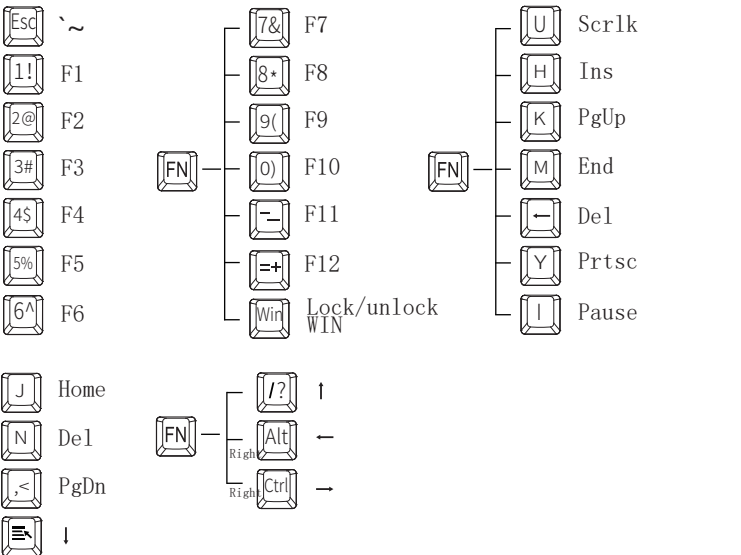 Esc `~
1! F1
2@ F2
3# F3
4$ F4
5% F5
6^ F6
FN
7& F7
8* F8
9( F9
0) F10
-_ F11
=+ F12
Win Lock/unlock
WIN
FN
U Scrlk
H Ins
K PgUp
M End
← Del
Y Prtsc
I Pause
J Home
N Del
,< PgDn
↓
FN
/? ↑
Right Alt ←
Right Ctrl →